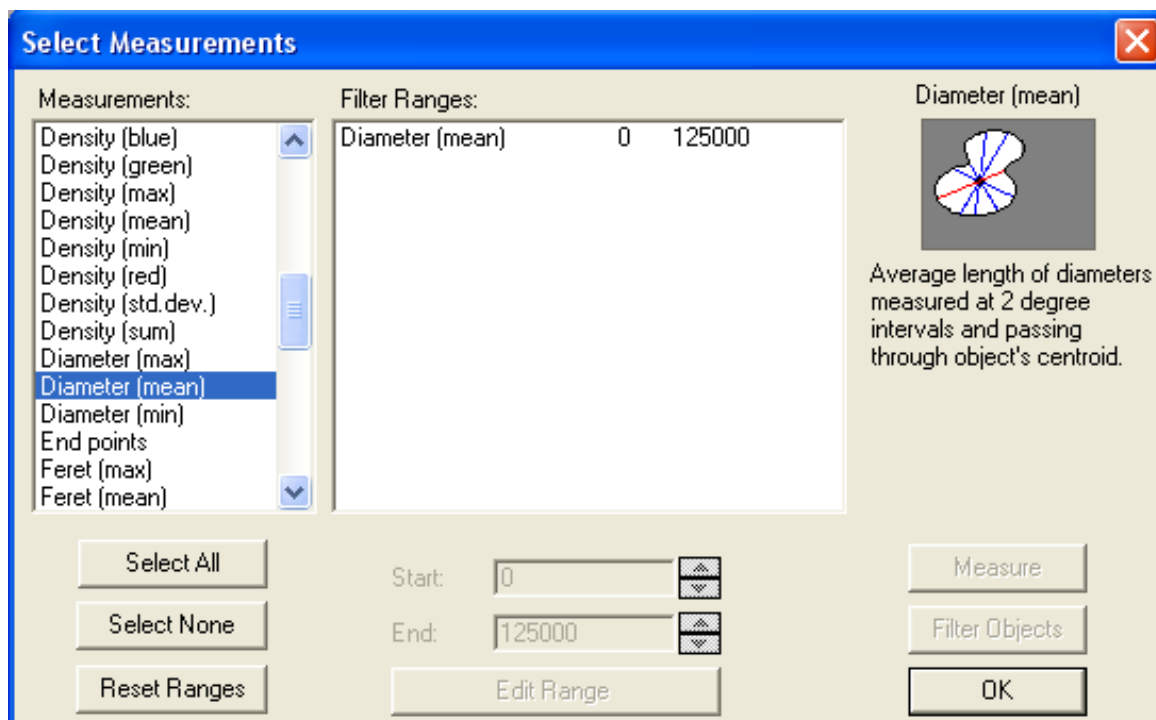 Select Measurements
Measurements:
Density (blue)
Density (green)
Density (max)
Density (mean)
Density (min)
Density (red)
Density (std.dev.)
Density (sum)
Diameter (max)
Diameter (mean)
Diameter (min)
End points
Feret (max)
Feret (mean)
Select All
Select None
Reset Ranges
Filter Ranges:
Diameter (mean) 0 125000
Start: 0
End: 125000
Edit Range
Diameter (mean)
Average length of diameters
measured at 2 degree
intervals and passing
through object's centroid.
Measure
Filter Objects
OK